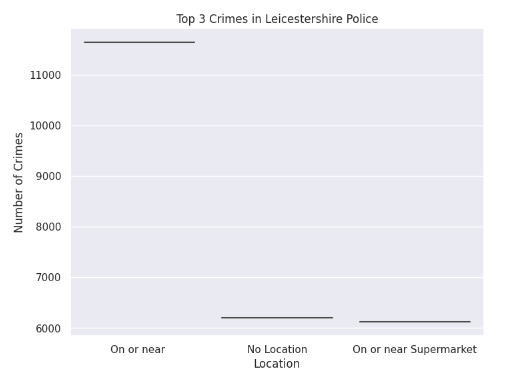 Top 3 Crimes in Leicestershire Police
Number of Crimes
11000
10000
9000
8000
7000
6000
On or near
No Location
On or near Supermarket
Location